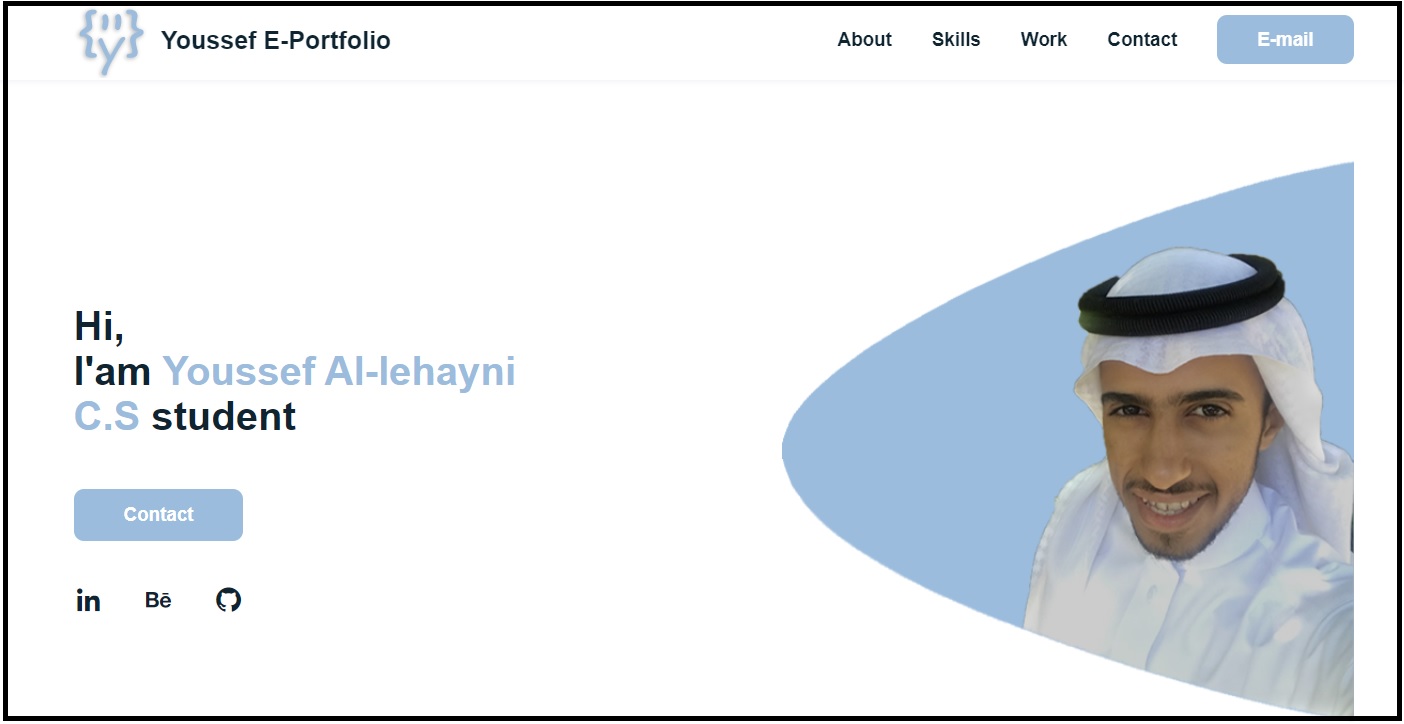 Youssef E-Portfolio
About Skills Work Contact E-mail
Hi,
I'am Youssef Al-lehayni
C.S student
Contact
in Bē